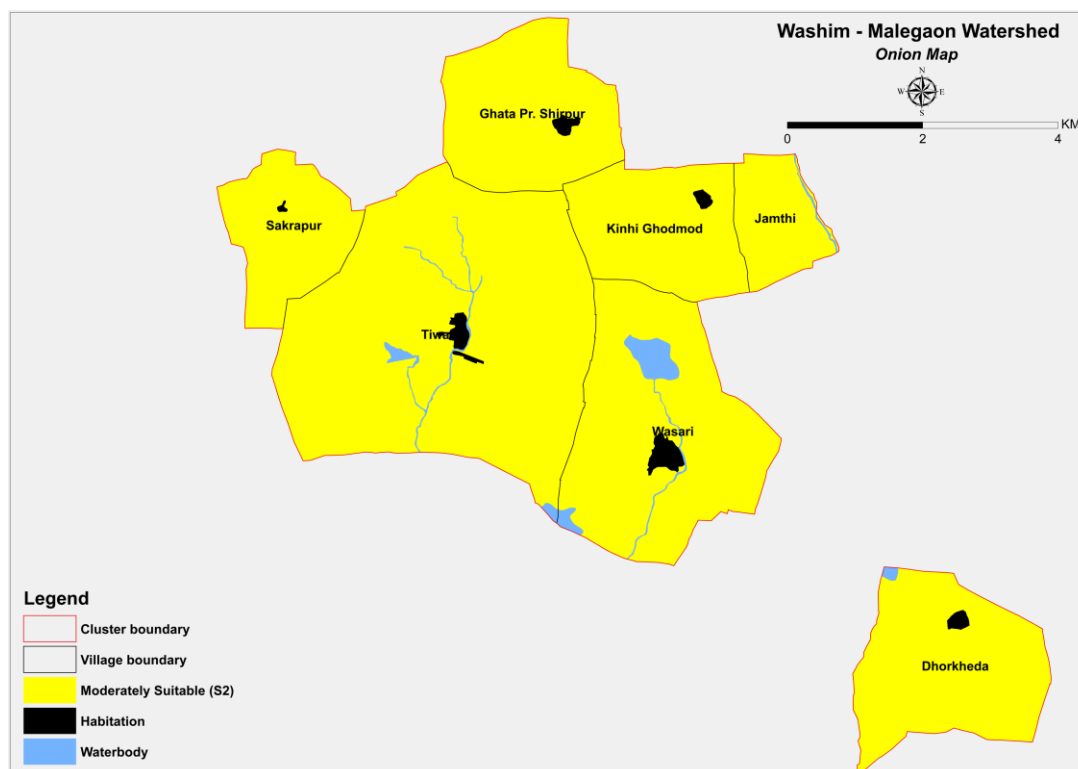 Washim - Malegaon Watershed
Onion Map
N
W E
S
KM
0 2 4
Ghata Pr. Shirpur
Sakrapur
Kinhi Ghodmod
Jamthi
Wasari
Dhorkheda
Legend
Cluster boundary
Village boundary
Moderately Suitable (S2)
Habitation
Waterbody